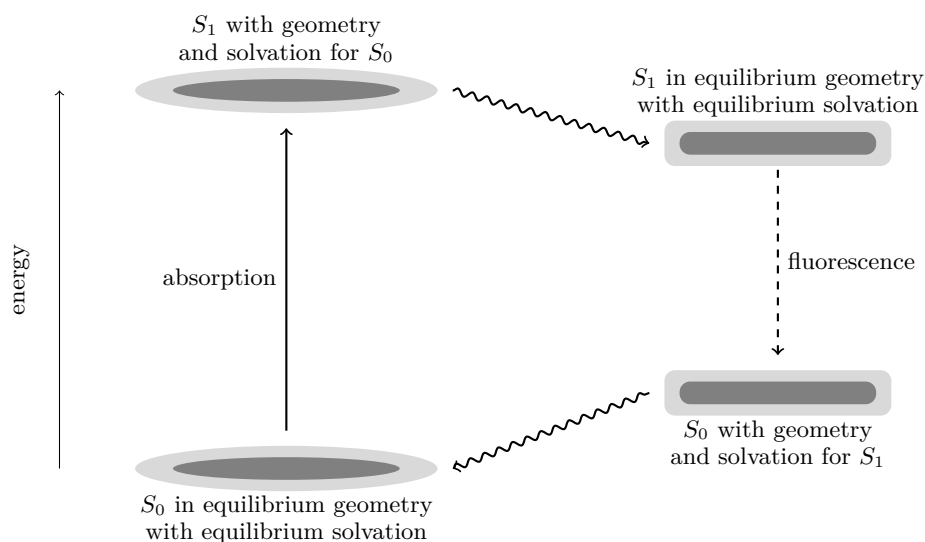 S₁ with geometry
and solvation for S₀
S₁ in equilibrium geometry
with equilibrium solvation
energy
absorption
fluorescence
S₀ with geometry
and solvation for S₁
S₀ in equilibrium geometry
with equilibrium solvation